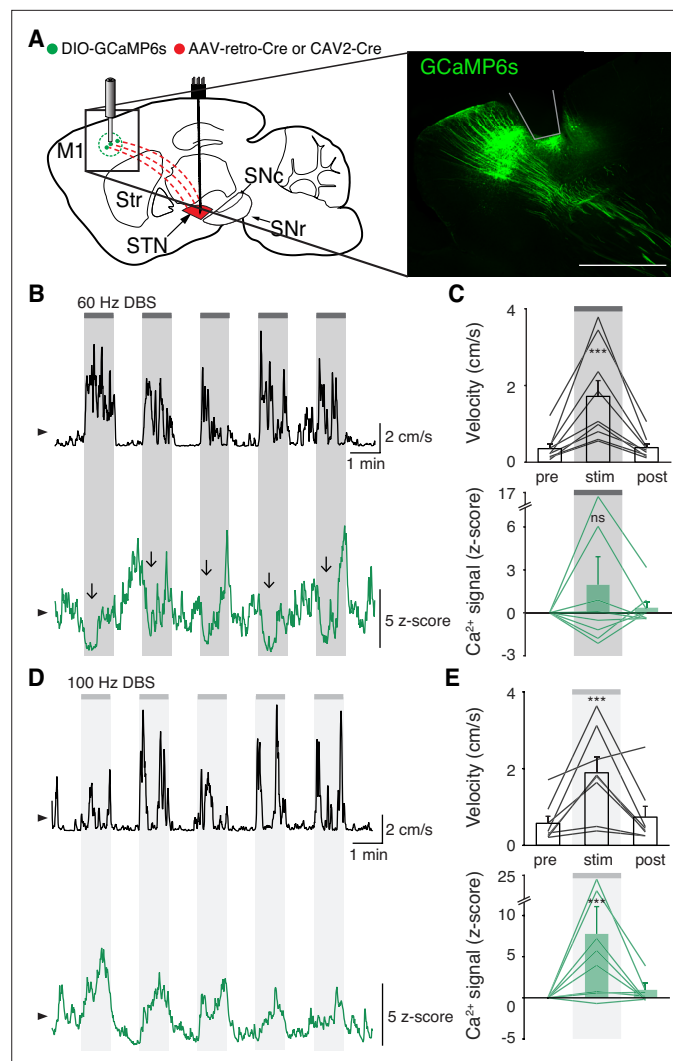 A
DIO-GCaMP6s AAV-retro-Cre or CAV2-Cre
GCaMP6s
M1
Str
SNc
STN
SNr
B
60 Hz DBS
2 cm/s
1 min
5 z-score
C
Velocity (cm/s)
4
2
0
***
pre stim post
Ca²⁺ signal (z-score)
17
6
3
0
-3
ns
D
100 Hz DBS
2 cm/s
1 min
5 z-score
E
Velocity (cm/s)
4
2
0
***
pre stim post
Ca²⁺ signal (z-score)
25
10
5
0
-5
***